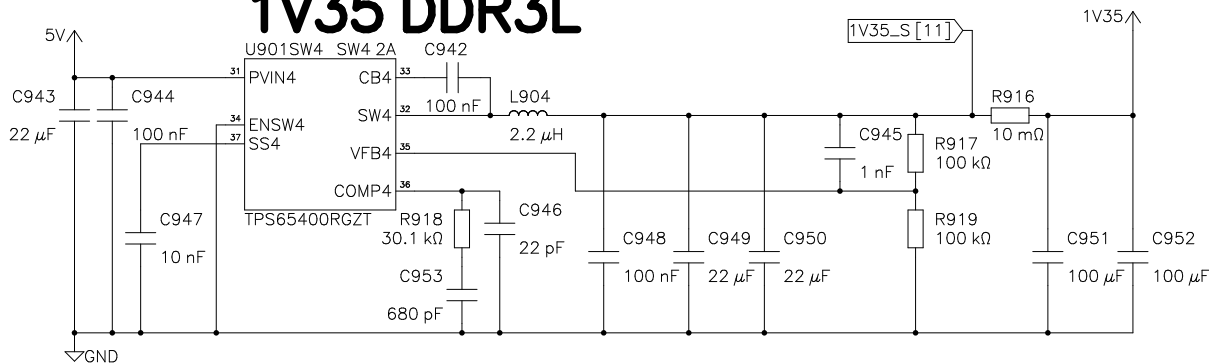 1V35 DDR3L
5V
U901SW4 SW4 2A
31 PVIN4
CB4 33
34 ENSW4
SW4 32
37 SS4
VFB4 35
COMP4 36
TPS65400RGZT
C943
22 µF
C944
100 nF
C947
10 nF
C942
100 nF
L904
2.2 µH
R918
30.1 kΩ
C953
680 pF
C946
22 pF
C948
100 nF
C949
22 µF
C950
22 µF
C945
1 nF
R917
100 kΩ
R919
100 kΩ
1V35_S [11]
R916
10 mΩ
1V35
C951
100 µF
C952
100 µF
GND